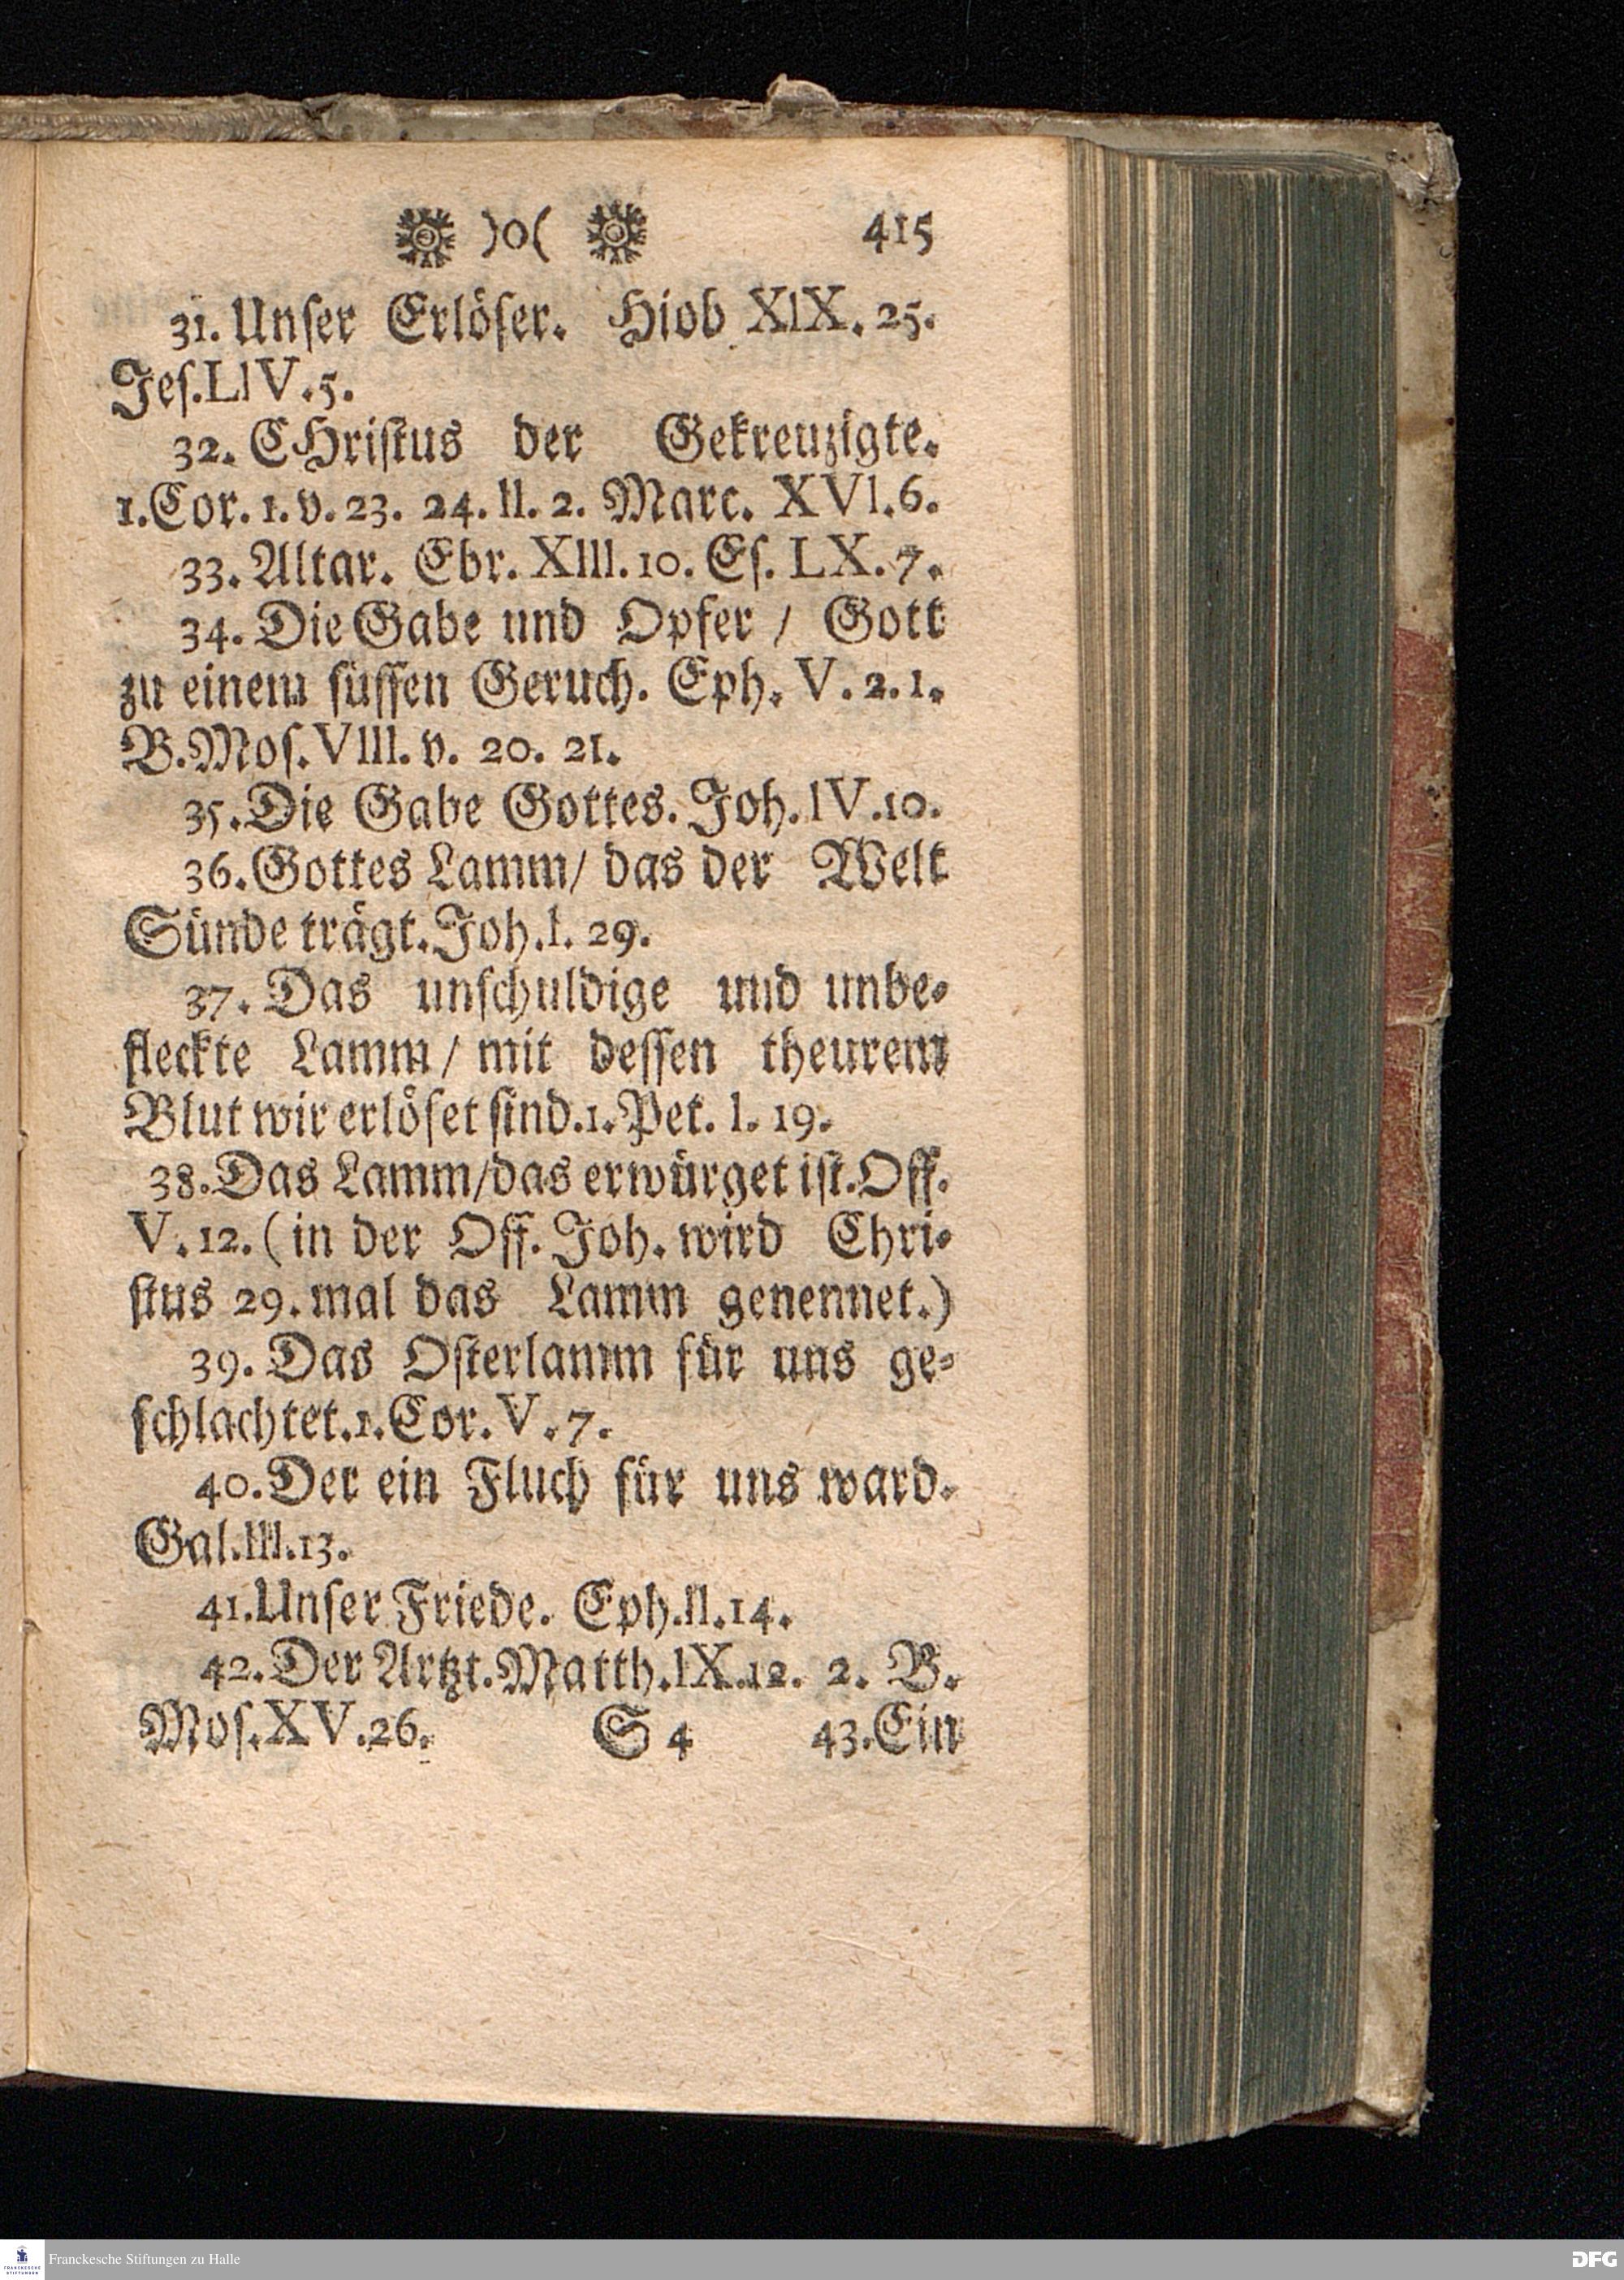 )o( 415
31. Unſer Erlöſer. Hiob XIX. 25.
Jeſ. LIV. 5.
32. CHriſtus der Gekreuzigte.
1. Cor. 1. v. 23. 24. II. 2. Marc. XVI. 6.
33. Altar. Ebr. XIII. 10. Eſ. LX. 7.
34. Die Gabe und Opfer / Gott
zu einem ſüſſen Geruch. Eph. V. 2. 1.
B. Moſ. VIII. v. 20. 21.
35. Die Gabe Gottes. Joh. IV. 10.
36. Gottes Lamm / das der Welt
Sünde trägt. Joh. I. 29.
37. Das unſchuldige und unbe-
fleckte Lamm / mit deſſen theurem
Blut wir erlöſet ſind. 1. Pet. I. 19.
38. Das Lamm / das erwürget iſt. Off.
V. 12. (in der Off. Joh. wird Chri-
ſtus 29. mal das Lamm genennet.)
39. Das Oſterlamm für uns ge-
ſchlachtet. 1. Cor. V. 7.
40. Der ein Fluch für uns ward.
Gal. III. 13.
41. Unſer Friede. Eph. II. 14.
42. Der Artzt. Matth. IX. 12. 2. B.
Moſ. XV. 26. S 4 43. Ein
FRANCKESCHE STIFTUNGEN
Franckesche Stiftungen zu Halle
DFG